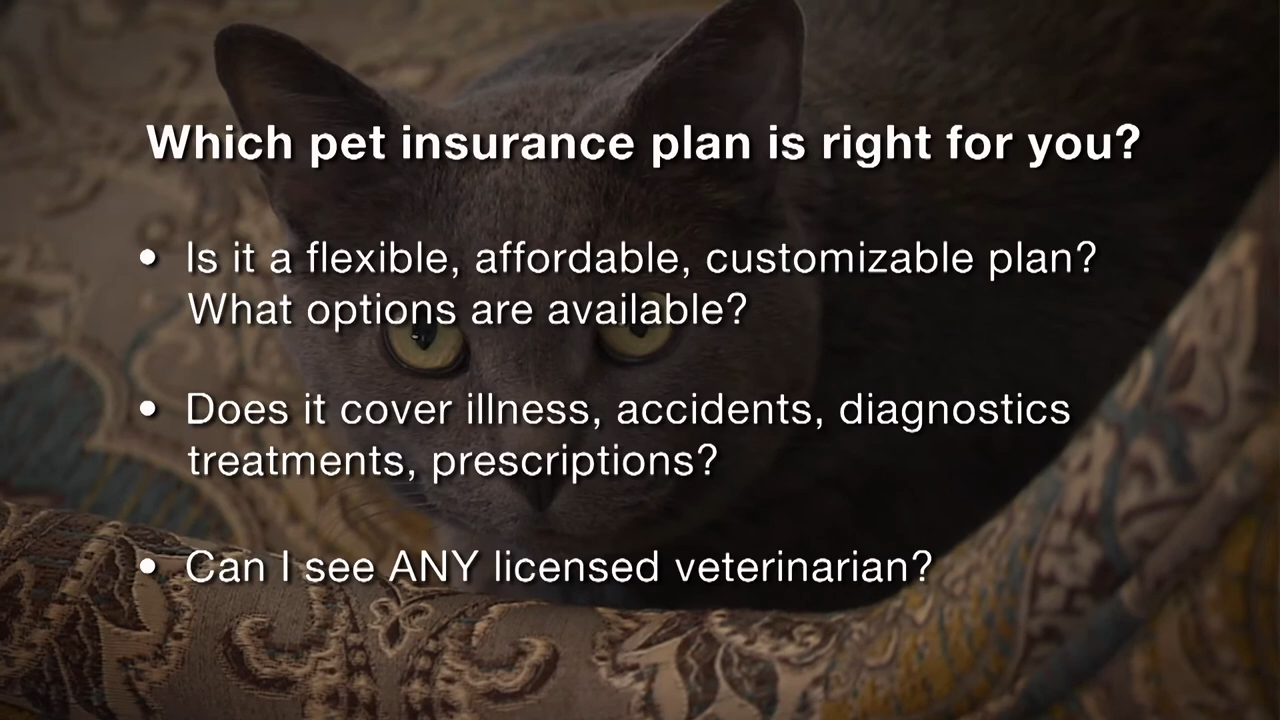 Which pet insurance plan is right for you?
• Is it a flexible, affordable, customizable plan?
What options are available?
• Does it cover illness, accidents, diagnostics
treatments, prescriptions?
• Can I see ANY licensed veterinarian?